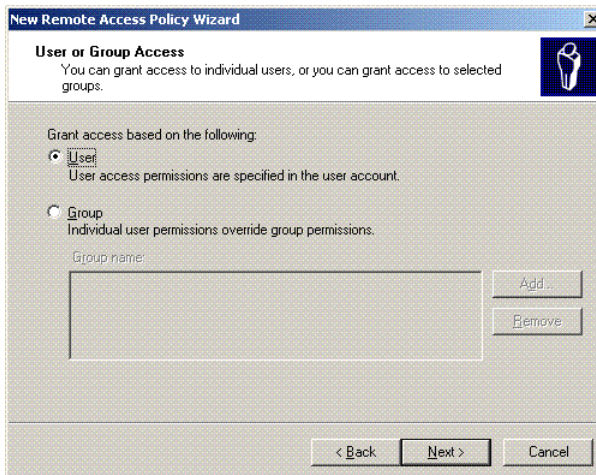 New Remote Access Policy Wizard
User or Group Access
You can grant access to individual users, or you can grant access to selected
groups.
Grant access based on the following:
User
User access permissions are specified in the user account.
Group
Individual user permissions override group permissions.
Group name:
Add...
Remove
< Back
Next >
Cancel